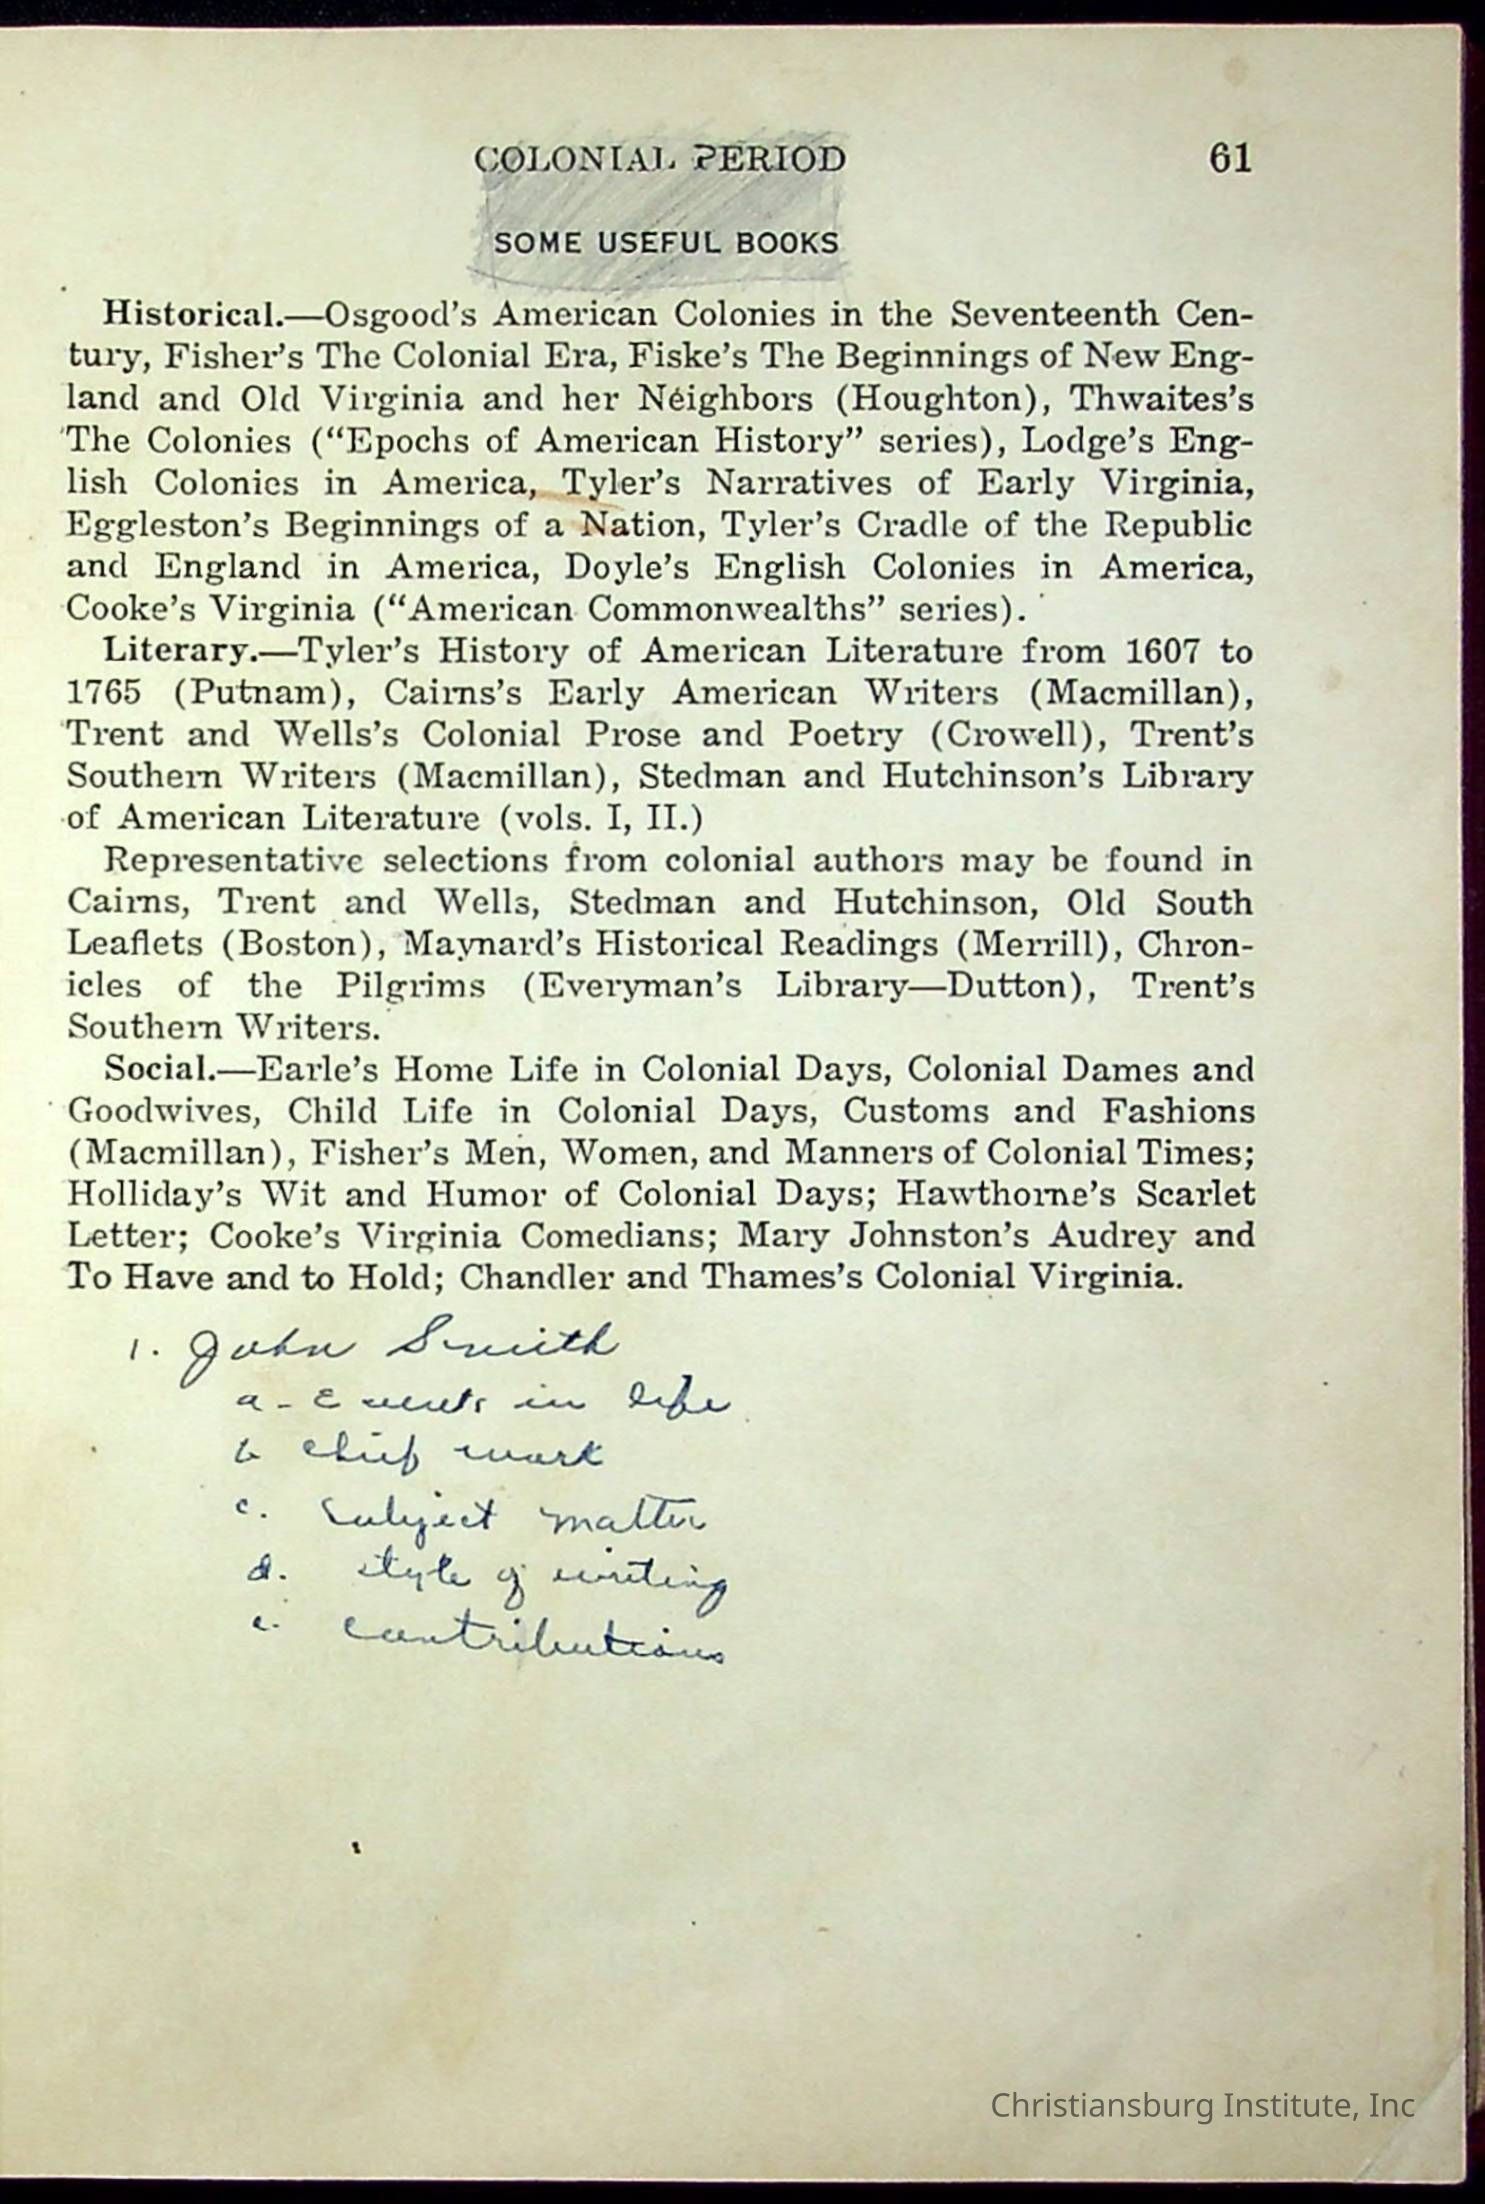 COLONIAL PERIOD 61
SOME USEFUL BOOKS
Historical.—Osgood's American Colonies in the Seventeenth Cen-
tury, Fisher's The Colonial Era, Fiske's The Beginnings of New Eng-
land and Old Virginia and her Neighbors (Houghton), Thwaites's
The Colonies (“Epochs of American History” series), Lodge's Eng-
lish Colonies in America, Tyler's Narratives of Early Virginia,
Eggleston's Beginnings of a Nation, Tyler's Cradle of the Republic
and England in America, Doyle's English Colonies in America,
Cooke's Virginia (“American Commonwealths” series).
Literary.—Tyler's History of American Literature from 1607 to
1765 (Putnam), Cairns's Early American Writers (Macmillan),
Trent and Wells's Colonial Prose and Poetry (Crowell), Trent's
Southern Writers (Macmillan), Stedman and Hutchinson's Library
of American Literature (vols. I, II.)
Representative selections from colonial authors may be found in
Cairns, Trent and Wells, Stedman and Hutchinson, Old South
Leaflets (Boston), Maynard's Historical Readings (Merrill), Chron-
icles of the Pilgrims (Everyman's Library—Dutton), Trent's
Southern Writers.
Social.—Earle's Home Life in Colonial Days, Colonial Dames and
Goodwives, Child Life in Colonial Days, Customs and Fashions
(Macmillan), Fisher's Men, Women, and Manners of Colonial Times;
Holliday's Wit and Humor of Colonial Days; Hawthorne's Scarlet
Letter; Cooke's Virginia Comedians; Mary Johnston's Audrey and
To Have and to Hold; Chandler and Thames's Colonial Virginia.
1. John Smith
a - Events in life
b chief work
c. subject matter
d. style of writing
e. contributions
Christiansburg Institute, Inc